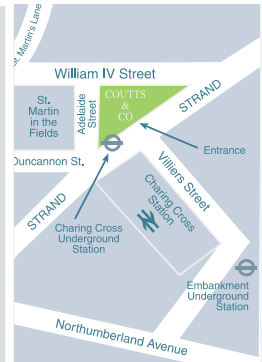 St. Martin's Lane
William IV Street
COUTTS
&
CO
STRAND
St.
Martin
in the
Fields
Adelaide
Street
Entrance
Duncannon St.
Villiers Street
STRAND
Charing Cross
Station
Charing Cross
Underground
Station
Embankment
Underground
Station
Northumberland Avenue